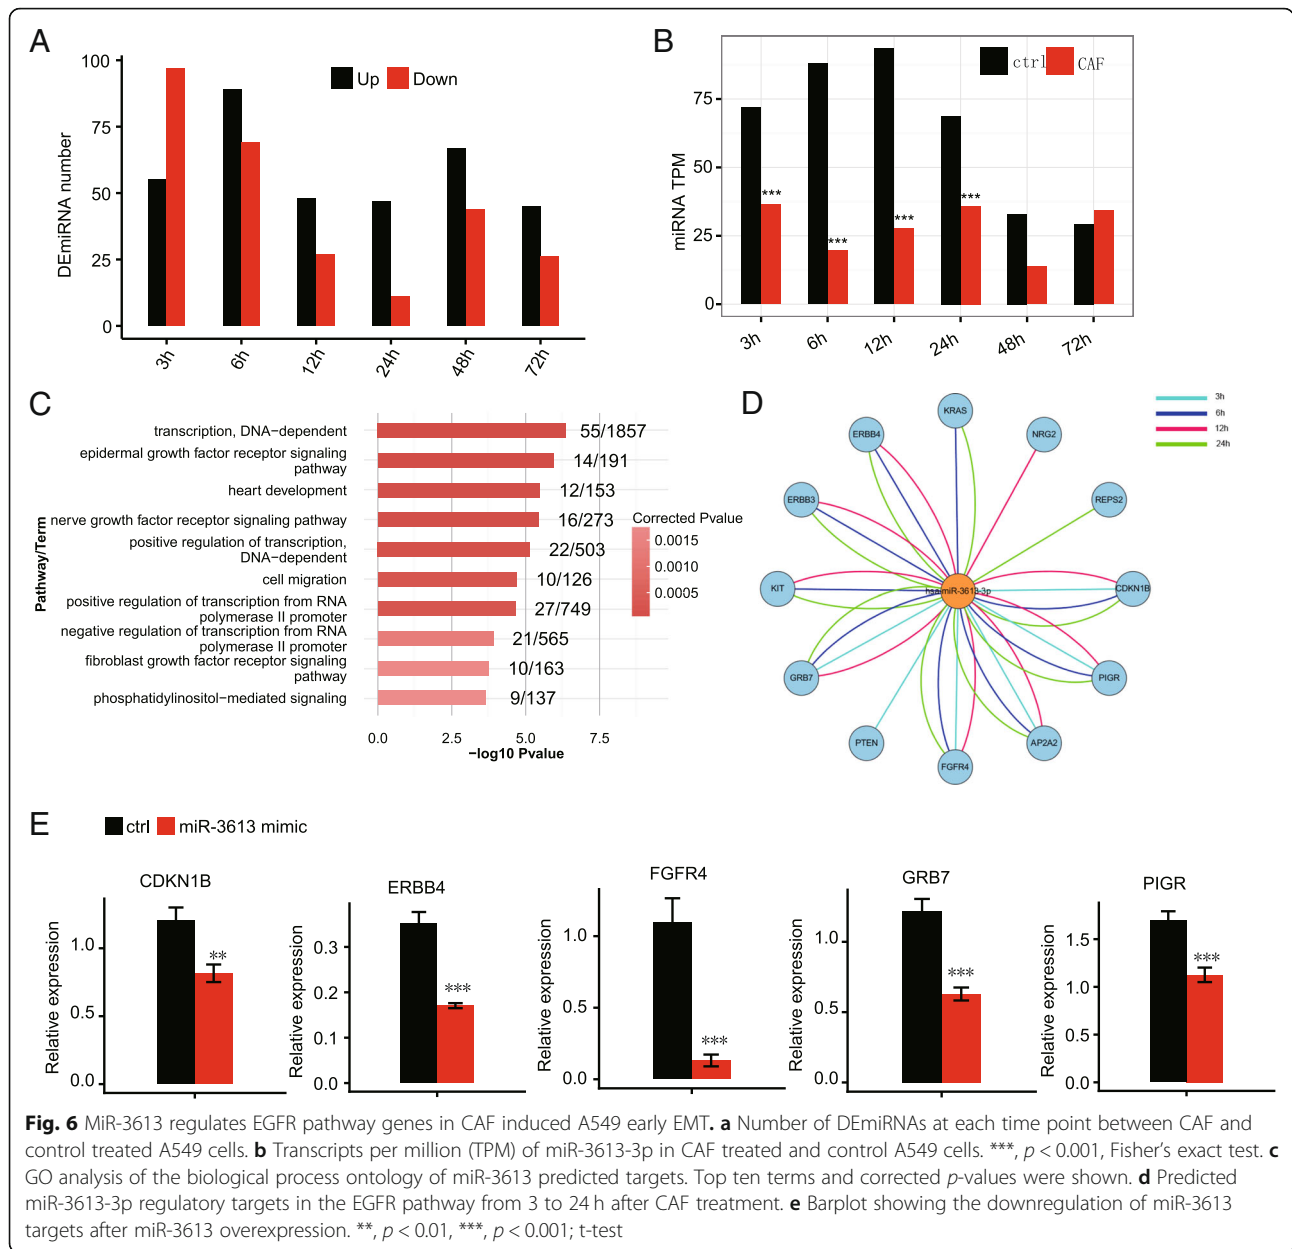 A
100
75
50
25
0
DEmiRNA number
Up Down
3h 6h 12h 24h 48h 72h
B
75
50
25
0
miRNA TPM
ctrl CAF
*** *** *** ***
3h 6h 12h 24h 48h 72h
C
Pathway/Term
transcription, DNA−dependent 55/1857
epidermal growth factor receptor signaling
pathway 14/191
heart development 12/153
nerve growth factor receptor signaling pathway 16/273
positive regulation of transcription,
DNA−dependent 22/503
cell migration 10/126
positive regulation of transcription from RNA
polymerase II promoter 27/749
negative regulation of transcription from RNA
polymerase II promoter 21/565
fibroblast growth factor receptor signaling
pathway 10/163
phosphatidylinositol−mediated signaling 9/137
0.0 2.5 5.0 7.5
−log10 Pvalue
Corrected Pvalue
0.0015
0.0010
0.0005
D
3h
6h
12h
24h
KRAS
NRG2
REPS2
CDKN1B
PIGR
AP2A2
FGFR4
PTEN
GRB7
KIT
ERBB3
ERBB4
hsa-miR-3613-3p
E
ctrl miR-3613 mimic
CDKN1B
Relative expression
1.0
0.5
0.0
**
ERBB4
Relative expression
0.3
0.2
0.1
0.0
***
FGFR4
Relative expression
1.0
0.5
0.0
***
GRB7
Relative expression
1.0
0.5
0.0
***
PIGR
Relative expression
1.5
1.0
0.5
0.0
***
Fig. 6 MiR-3613 regulates EGFR pathway genes in CAF induced A549 early EMT. a Number of DEmiRNAs at each time point between CAF and
control treated A549 cells. b Transcripts per million (TPM) of miR-3613-3p in CAF treated and control A549 cells. ***, p < 0.001, Fisher's exact test. c
GO analysis of the biological process ontology of miR-3613 predicted targets. Top ten terms and corrected p-values were shown. d Predicted
miR-3613-3p regulatory targets in the EGFR pathway from 3 to 24 h after CAF treatment. e Barplot showing the downregulation of miR-3613
targets after miR-3613 overexpression. **, p < 0.01, ***, p < 0.001; t-test